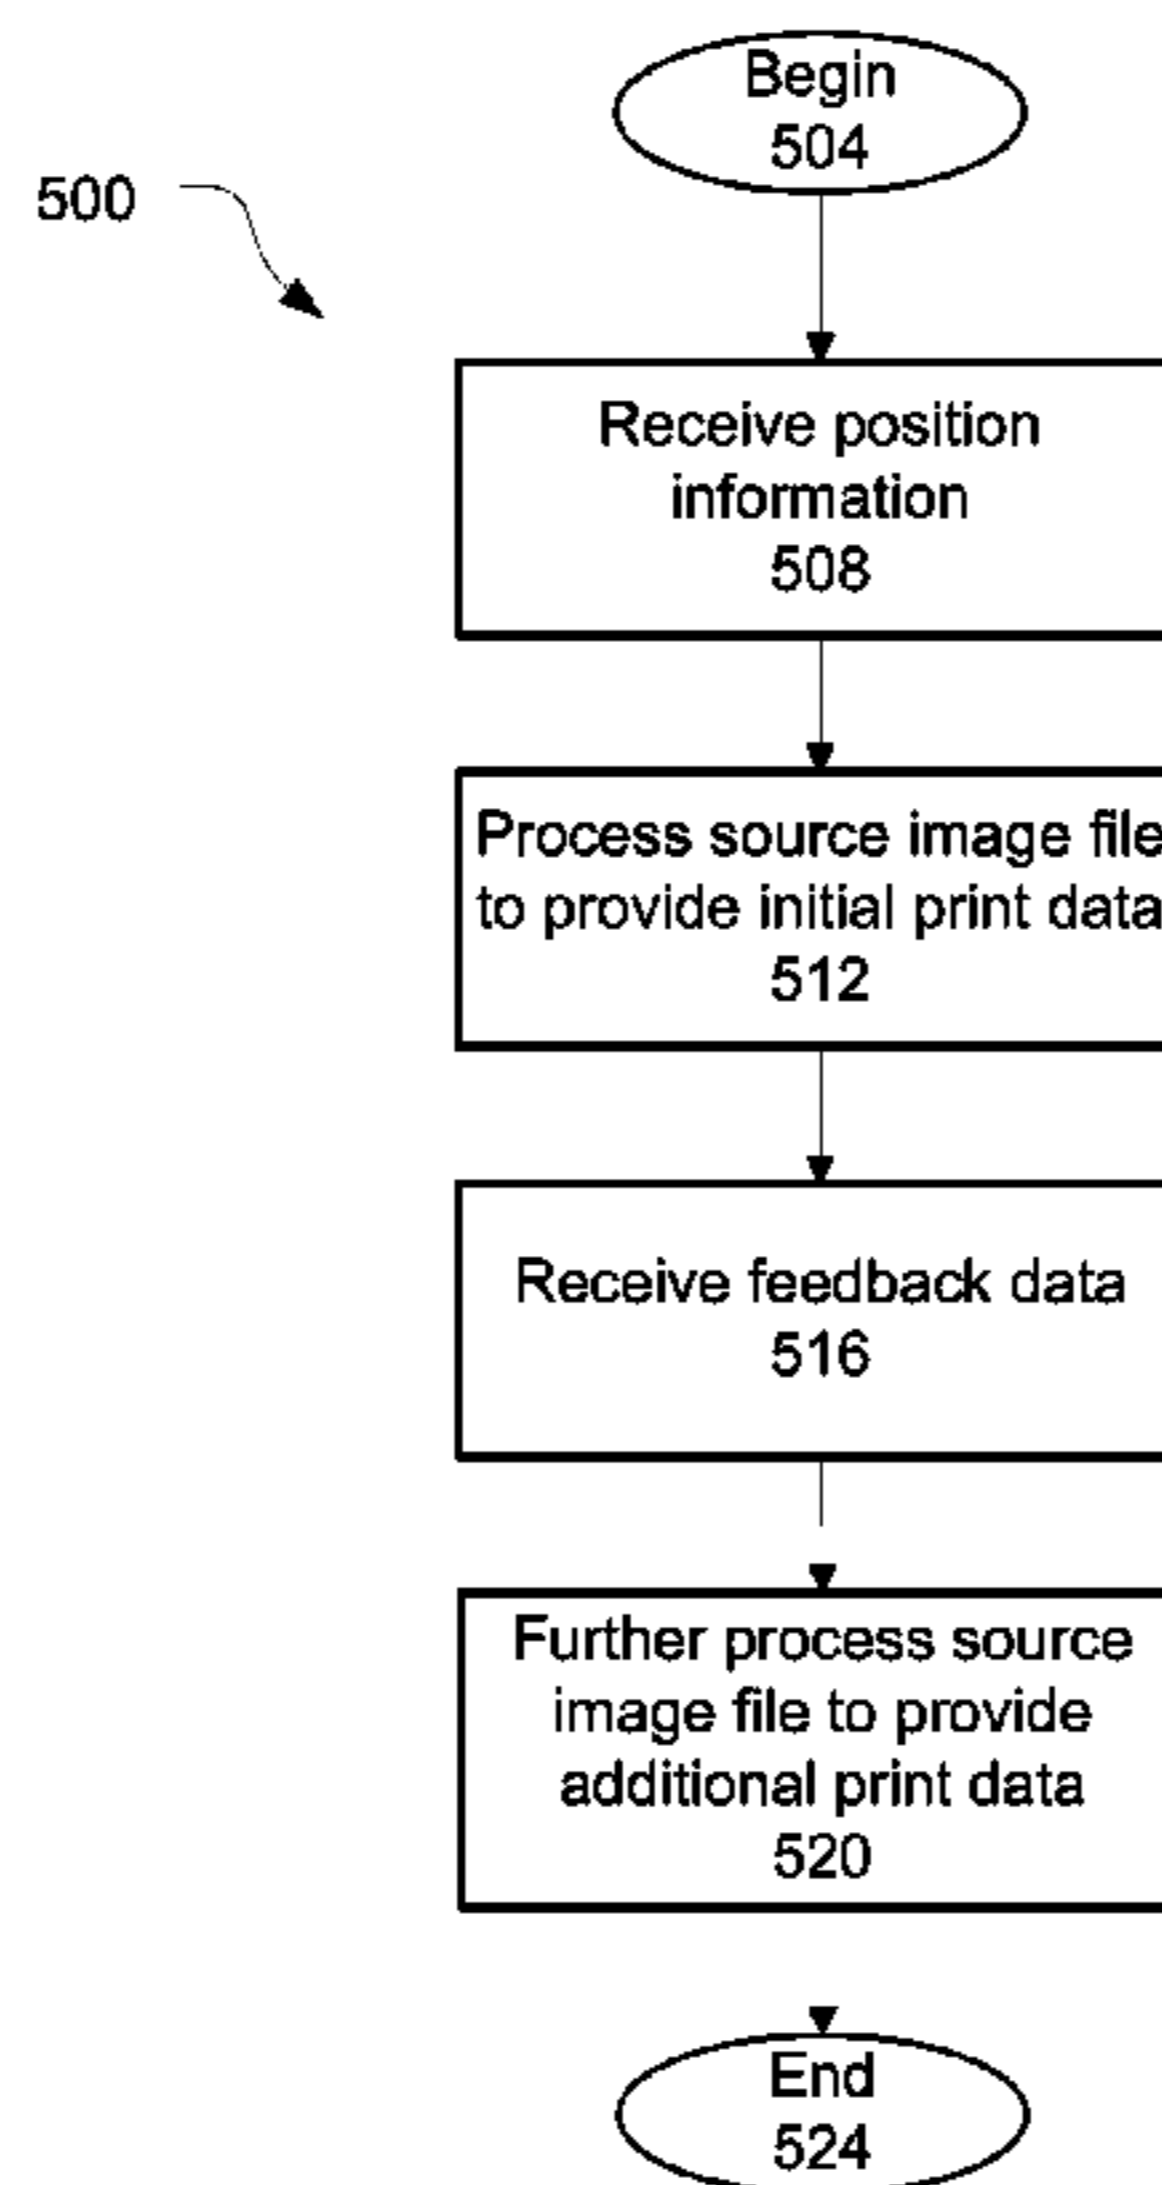 Begin
504
500
Receive position
information
508
Process source image file
to provide initial print data
512
Receive feedback data
516
Further process source
image file to provide
additional print data
520
End
524